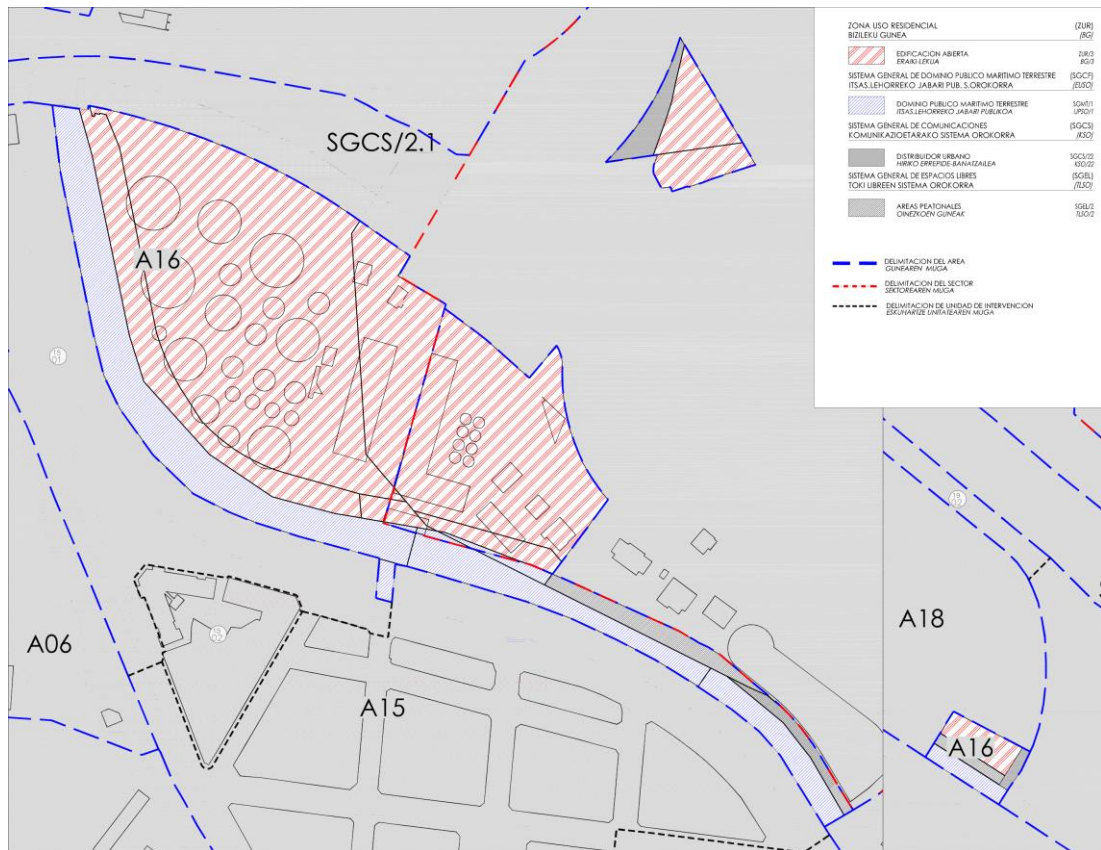 ZONA USO RESIDENCIAL (ZUR)
BIZILEKU GUNEA (BG)
EDIFICACION ABIERTA ZUR/3
ERAIKI-LEKUA BG/3
SISTEMA GENERAL DE DOMINIO PUBLICO MARITIMO TERRESTRE (SGCF)
ITSAS.LEHORREKO JABARI PUB. S.OROKORRA (EUSO)
DOMINIO PUBLICO MARITIMO TERRESTRE SGMT/1
ITSAS.LEHORREKO JABARI PUBLIKOA LPSO/1
SISTEMA GENERAL DE COMUNICACIONES (SGCS)
KOMUNIKAZIOETARAKO SISTEMA OROKORRA (KSO)
DISTRIBUIDOR URBANO SGCS/22
HIRIKO ERREPIDE-BANATZAILEA KSO/22
SISTEMA GENERAL DE ESPACIOS LIBRES (SGEL)
TOKI LIBREEN SISTEMA OROKORRA (TLSO)
AREAS PEATONALES SGEL/2
OINEZKOEN GUNEAK TLSO/2
DELIMITACION DEL AREA
GUNEAREN MUGA
DELIMITACION DEL SECTOR
SEKTOREAREN MUGA
DELIMITACION DE UNIDAD DE INTERVENCION
ESKUHARTZE UNITATEAREN MUGA
SGCS/2.1
A16
A06
A15
A18
A16